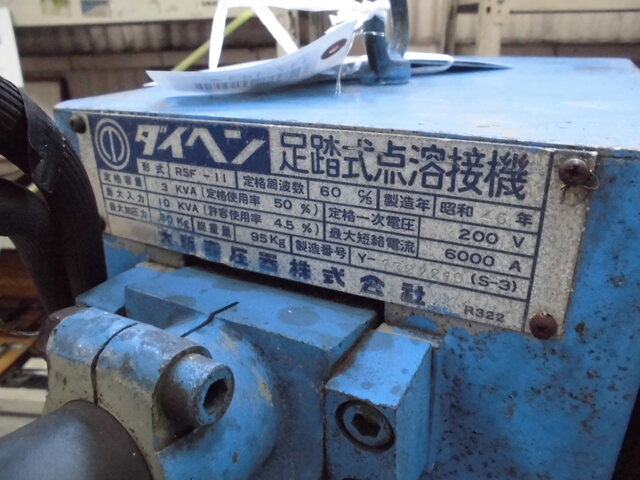 ダイヘン 足踏式点溶接機
形式 RSF-11 定格周波数 60 C/S 製造年 昭和 46年
定格容量 3 KVA (定格使用率 50 %) 定格一次電圧 200 V
最大入力 10 KVA (許容使用率 4.5 %) 最大短絡電流 6000 A
最大加圧力 80Kg 総重量 95Kg 製造番号 Y- (S-3)
大阪変圧器株式会社
R322